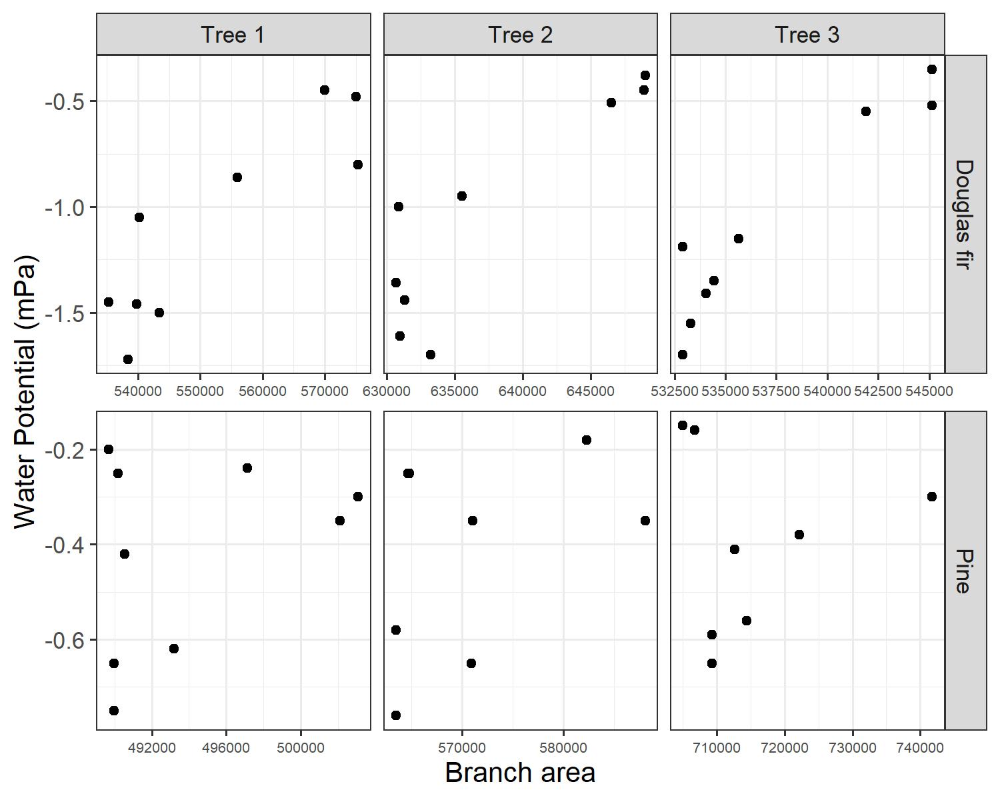 Tree 1 Tree 2 Tree 3
-0.5
-1.0
-1.5
Douglas fir
540000 550000 560000 570000 630000 635000 640000 645000 532500 535000 537500 540000 542500 545000
-0.2
-0.4
-0.6
Pine
492000 496000 500000 570000 580000 710000 720000 730000 740000
Branch area
Water Potential (mPa)